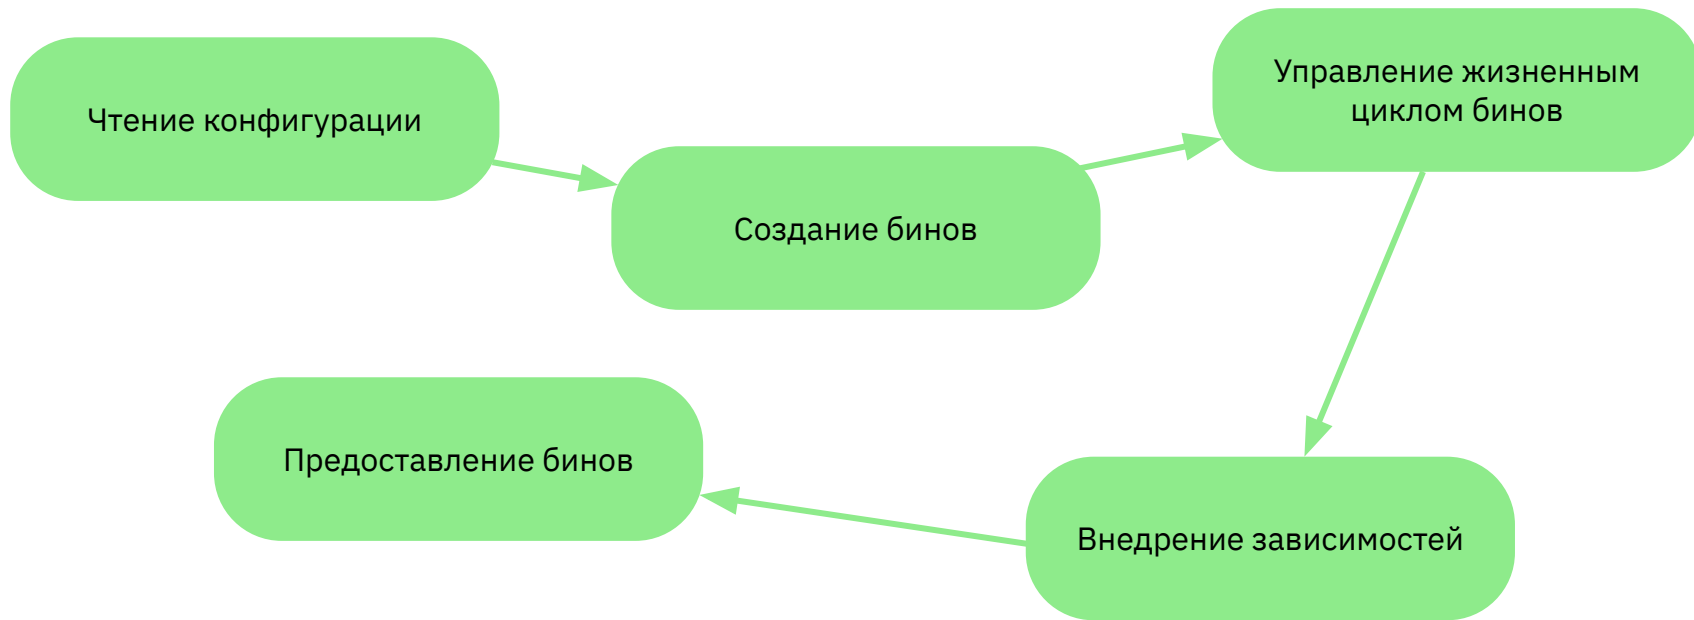 Чтение конфигурации
Создание бинов
Управление жизненным
циклом бинов
Внедрение зависимостей
Предоставление бинов